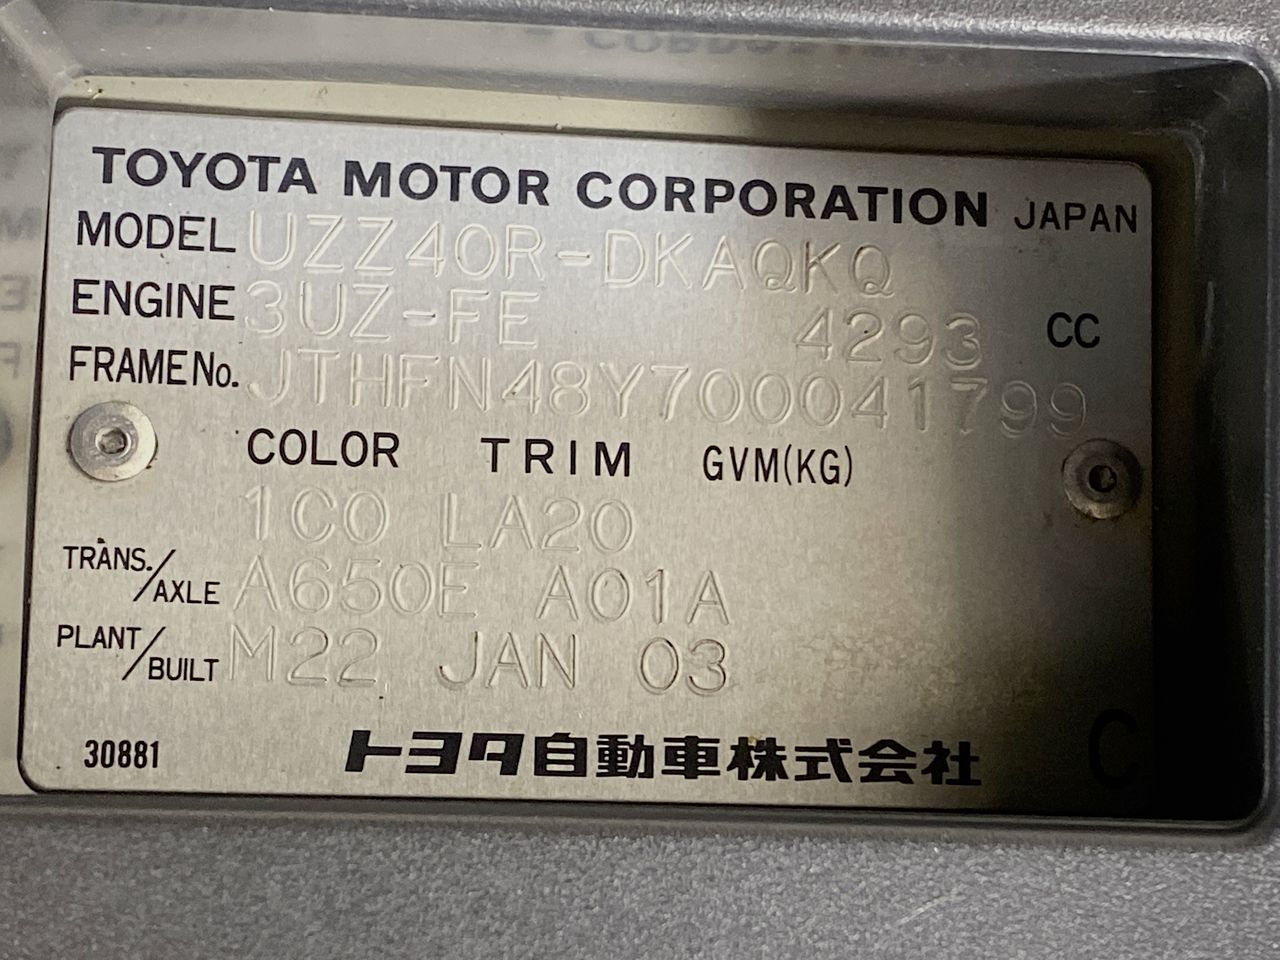 TOYOTA MOTOR CORPORATION JAPAN
MODEL UZZ40R-DKAQKQ
ENGINE 3UZ-FE 4293 CC
FRAME No. JTHFN48Y700041799
COLOR TRIM GVM(KG)
1C0 LA20
TRANS./AXLE A650E A01A
PLANT/BUILT M22 JAN 03
30881 トヨタ自動車株式会社 C